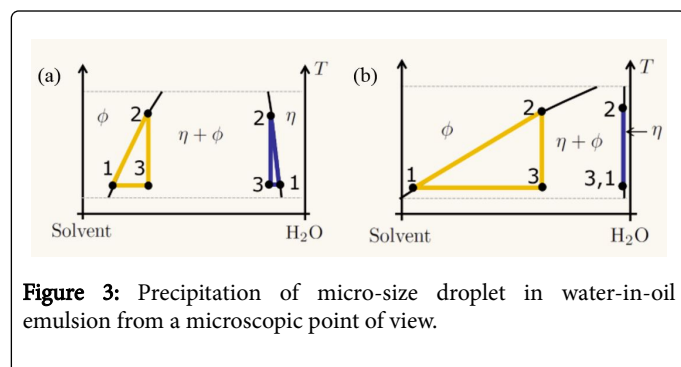 (a)
T
(b)
T
ϕ
2
η + ϕ
2
η
1
3
3
1
Solvent
H₂O
ϕ
2
η + ϕ
2
η
1
3
3,1
Solvent
H₂O
Figure 3: Precipitation of micro-size droplet in water-in-oil
emulsion from a microscopic point of view.